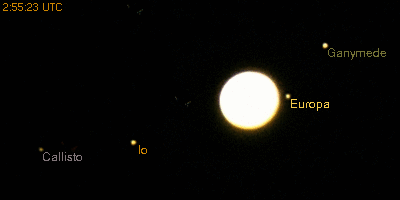 2:55:23 UTC
Ganymede
Europa
Io
Callisto